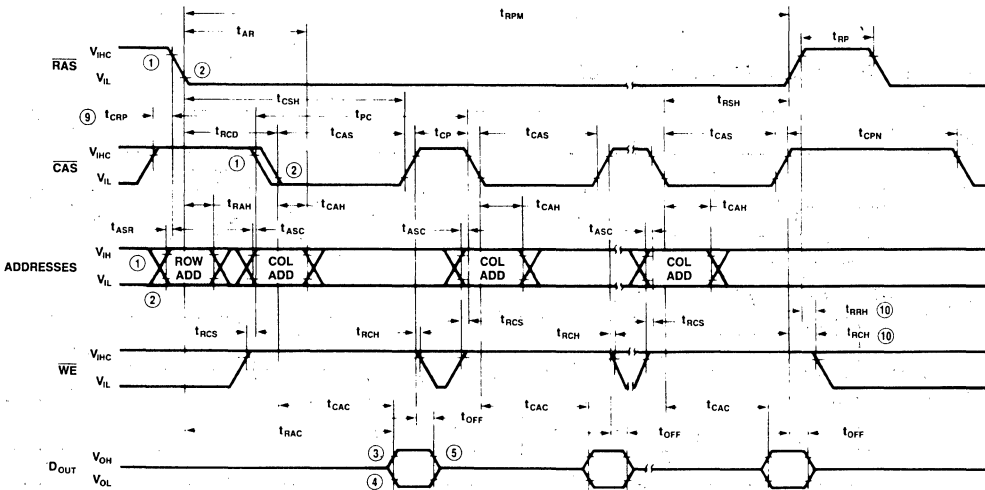 tRPM
tAR
tRP
RAS
VIHC
VIL
① ②
tCSH
tRSH
⑨ tCRP
tPC
tRCD
tCAS
tCP
tCAS
tCAS
tCPN
CAS
VIHC
VIL
① ②
tRAH
tCAH
tCAH
tCAH
tASR
tASC
tASC
tASC
ADDRESSES
VIH
VIL
①
②
ROW ADD
COL ADD
COL ADD
COL ADD
tRRH ⑩
tRCS
tRCH
tRCS
tRCH
tRCS
tRCH ⑩
WE
VIHC
VIL
tCAC
tOFF
tCAC
tOFF
tCAC
tOFF
tRAC
DOUT
VOH
VOL
③ ⑤
④